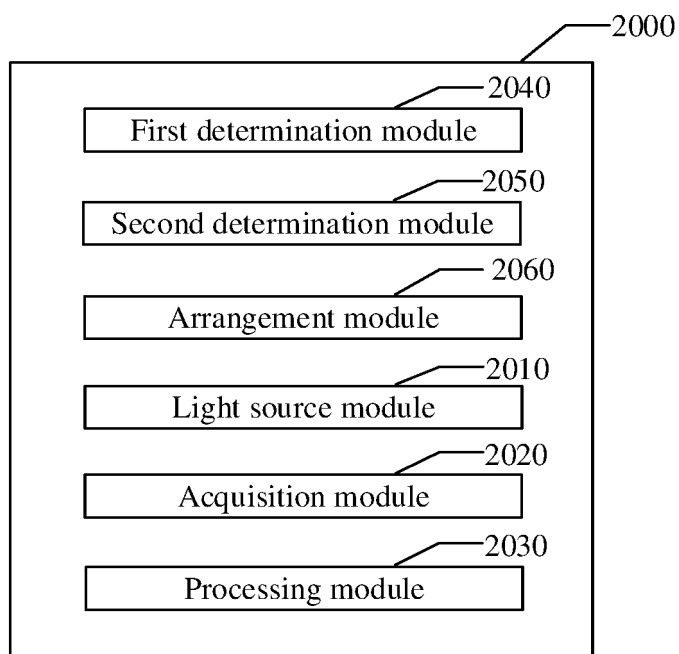 2000
2040
First determination module
2050
Second determination module
2060
Arrangement module
2010
Light source module
2020
Acquisition module
2030
Processing module